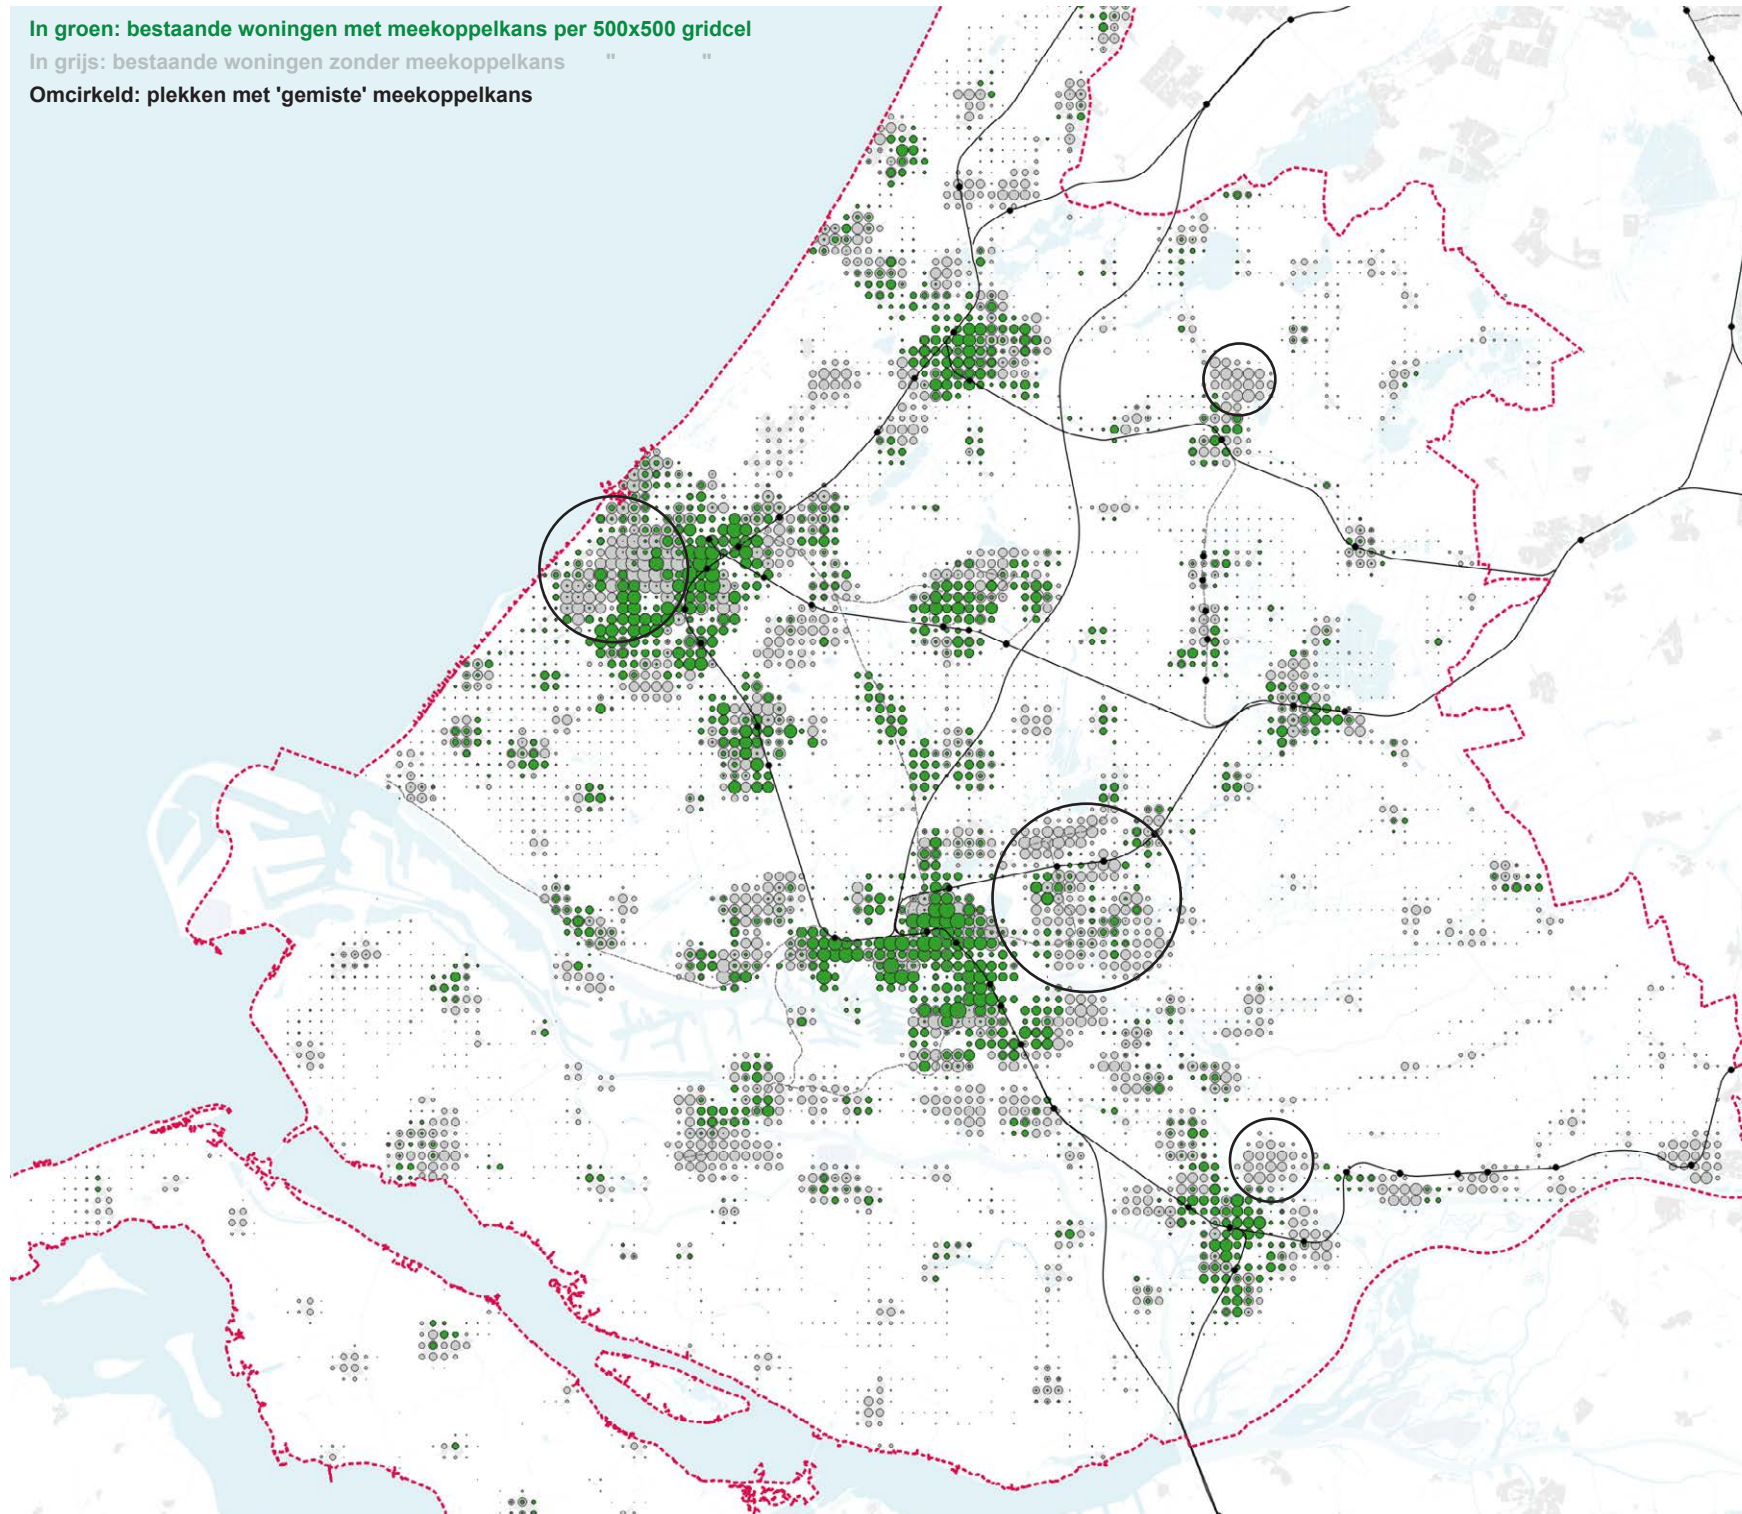 In groen: bestaande woningen met meekoppelkans per 500x500 gridcel
In grijs: bestaande woningen zonder meekoppelkans " "
Omcirkeld: plekken met 'gemiste' meekoppelkans